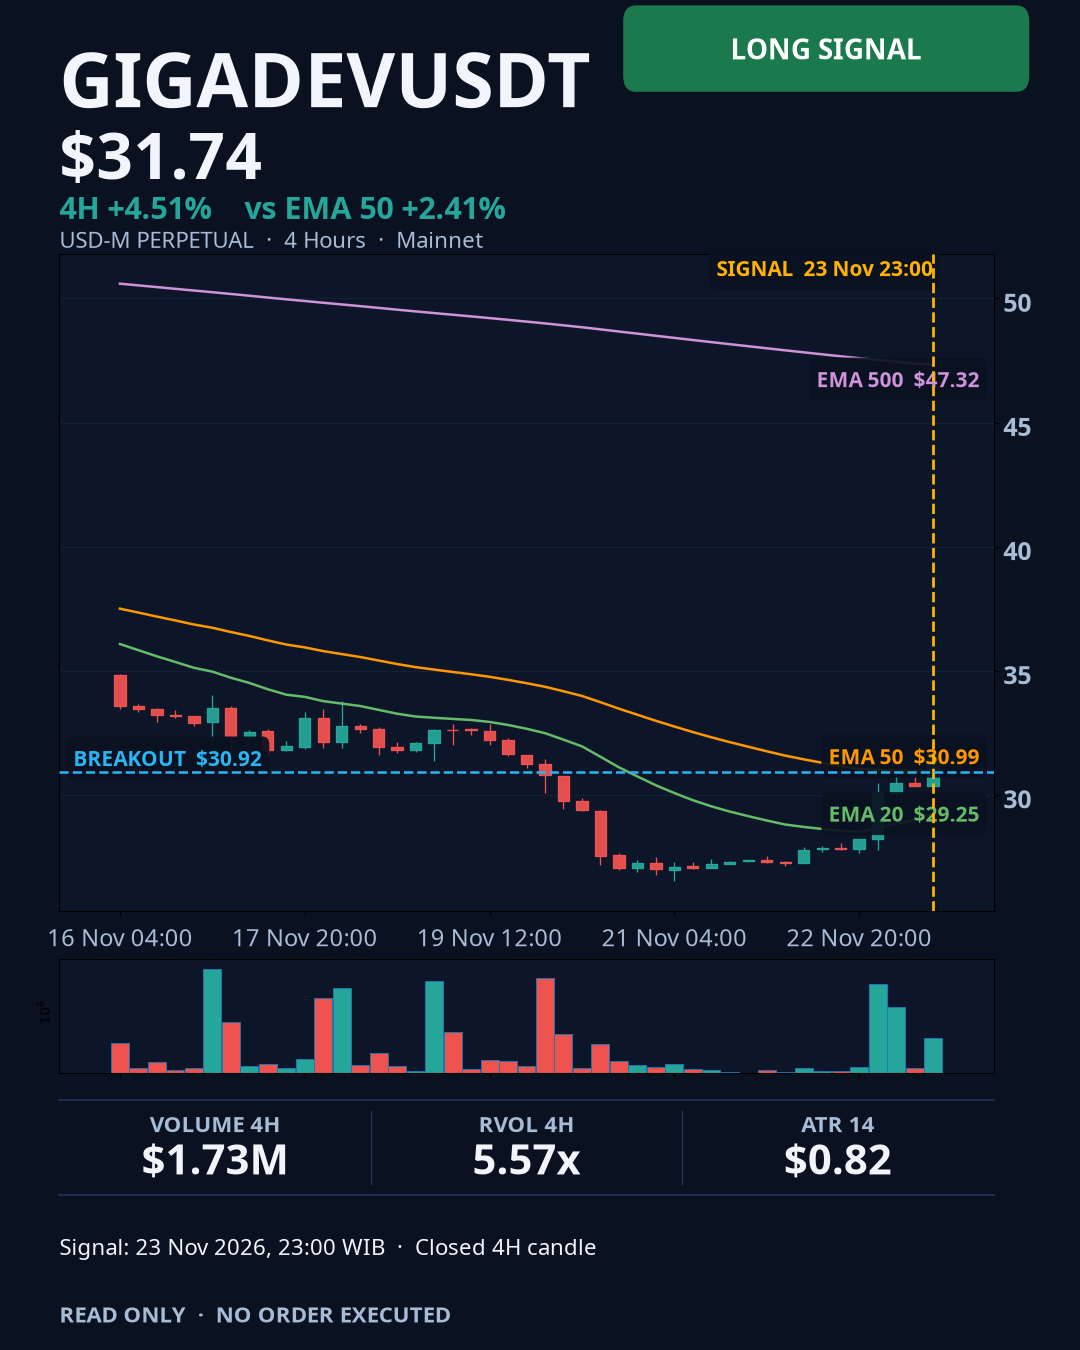 GIGADEVUSDT
LONG SIGNAL
$31.74
4H +4.51% vs EMA 50 +2.41%
USD-M PERPETUAL · 4 Hours · Mainnet
SIGNAL 23 Nov 23:00
50
EMA 500 $47.32
45
40
35
EMA 50 $30.99
BREAKOUT $30.92
30
EMA 20 $29.25
16 Nov 04:00
17 Nov 20:00
19 Nov 12:00
21 Nov 04:00
22 Nov 20:00
10⁶
VOLUME 4H
$1.73M
RVOL 4H
5.57x
ATR 14
$0.82
Signal: 23 Nov 2026, 23:00 WIB · Closed 4H candle
READ ONLY · NO ORDER EXECUTED